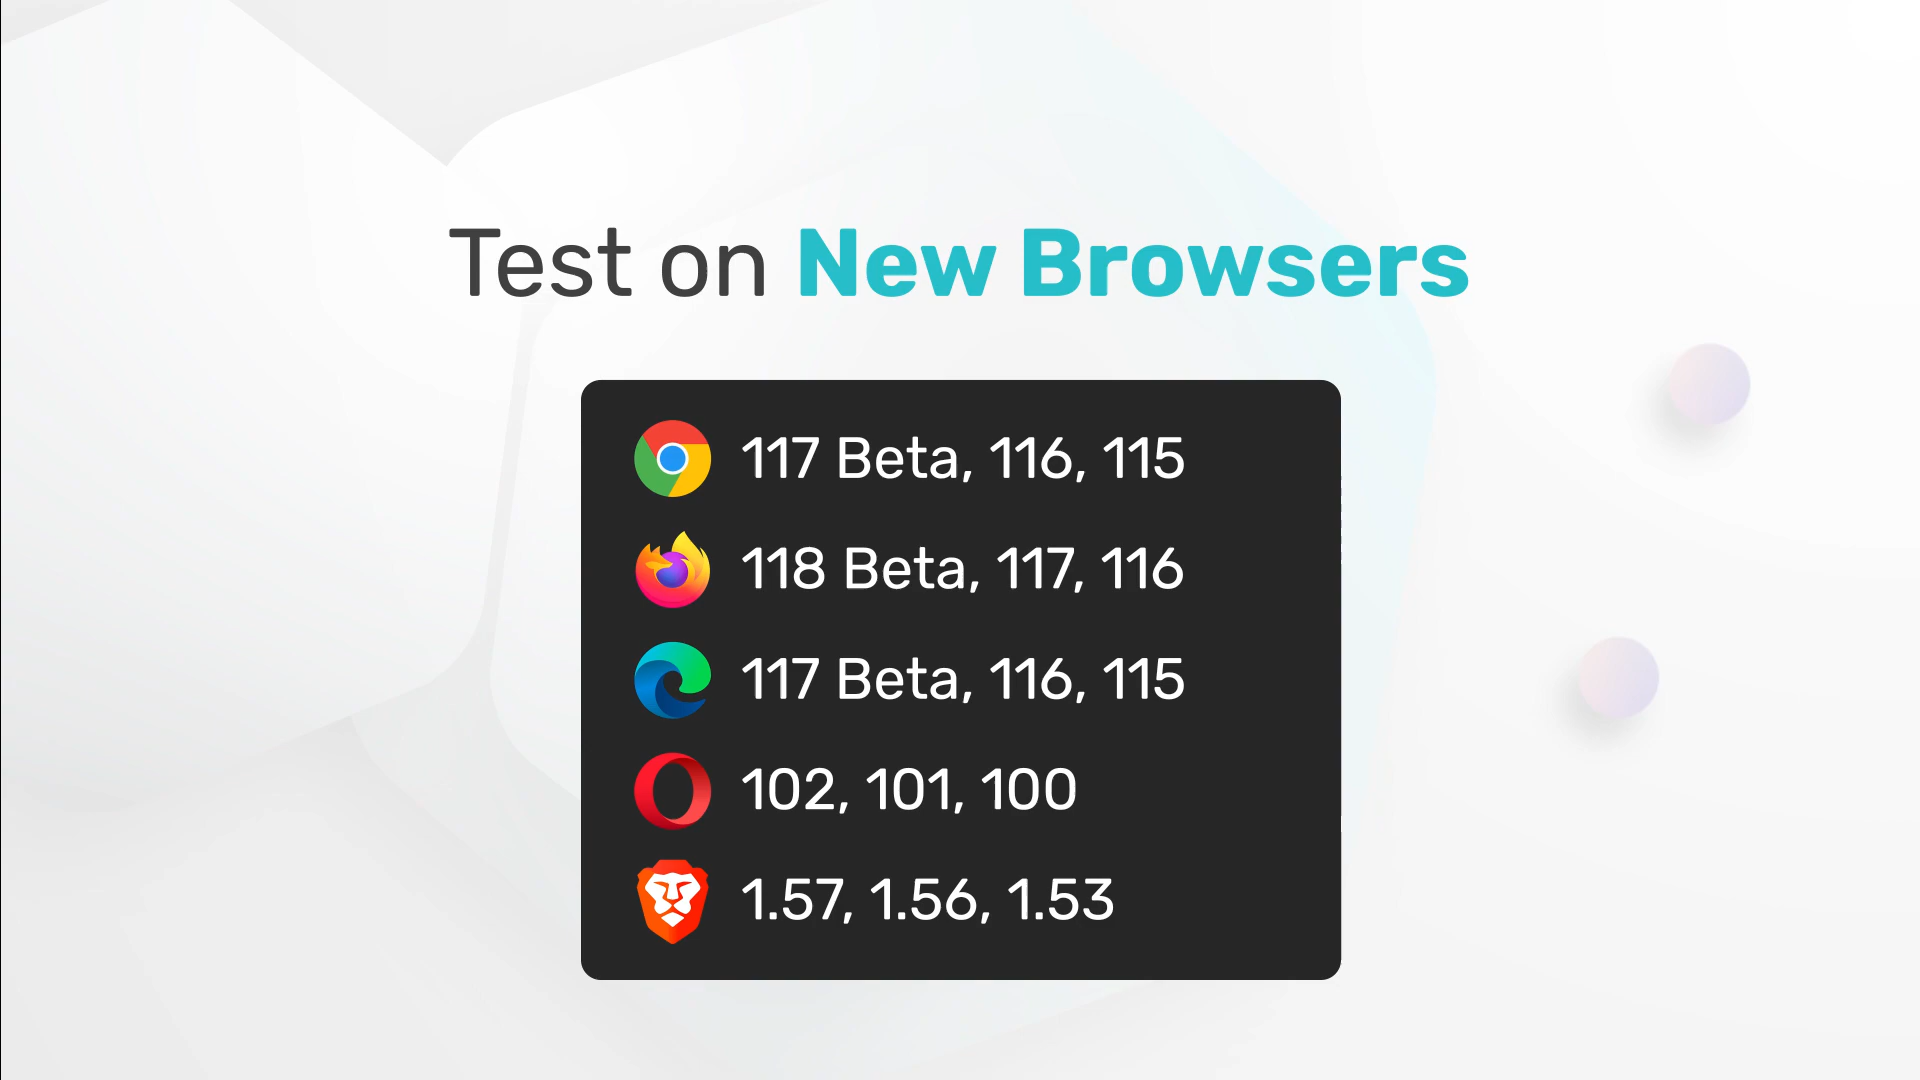 Test on New Browsers
117 Beta, 116, 115
118 Beta, 117, 116
117 Beta, 116, 115
102, 101, 100
1.57, 1.56, 1.53